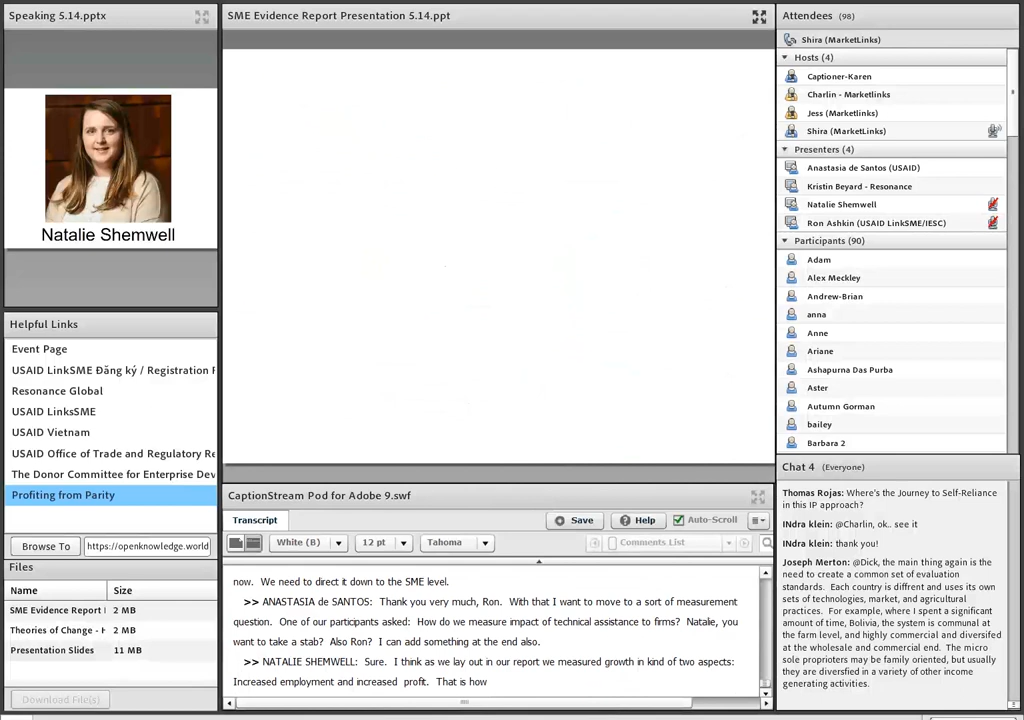 Speaking 5.14.pptx
Natalie Shemwell
Helpful Links
Event Page
USAID LinkSME Đăng ký / Registration F
Resonance Global
USAID LinksSME
USAID Vietnam
USAID Office of Trade and Regulatory Re
The Donor Committee for Enterprise Dev
Profiting from Parity
Browse To
https://openknowledge.world
Files
Name Size
SME Evidence Report 2 MB
Theories of Change - 2 MB
Presentation Slides 11 MB
Download File(s)
SME Evidence Report Presentation 5.14.ppt
CaptionStream Pod for Adobe 9.swf
Transcript
Save
Help
Auto-Scroll
White (B)
12 pt
Tahoma
Comments List
now. We need to direct it down to the SME level.
>> ANASTASIA de SANTOS: Thank you very much, Ron. With that I want to move to a sort of measurement
question. One of our participants asked: How do we measure impact of technical assistance to firms? Natalie, you
want to take a stab? Also Ron? I can add something at the end also.
>> NATALIE SHEMWELL: Sure. I think as we lay out in our report we measured growth in kind of two aspects:
Increased employment and increased profit. That is how
Attendees (98)
Shira (MarketLinks)
Hosts (4)
Captioner-Karen
Charlin - Marketlinks
Jess (Marketlinks)
Shira (MarketLinks)
Presenters (4)
Anastasia de Santos (USAID)
Kristin Beyard - Resonance
Natalie Shemwell
Ron Ashkin (USAID LinkSME/IESC)
Participants (90)
Adam
Alex Meckley
Andrew-Brian
anna
Anne
Ariane
Ashapurna Das Purba
Aster
Autumn Gorman
bailey
Barbara 2
Chat 4 (Everyone)
Thomas Rojas: Where's the Journey to Self-Reliance
in this IP approach?
INdra klein: @Charlin, ok.. see it
INdra klein: thank you!
Joseph Merton: @Dick, the main thing again is the
need to create a common set of evaluation
standards. Each country is diffrent and uses its own
sets of technologies, market, and agricultural
practices. For example, where I spent a significant
amount of time, Bolivia, the system is communal at
the farm level, and highly commercial and diversifed
at the wholesale and commercial end. The micro
sole proprioters may be family oriented, but usually
they are diversfied in a variety of other income
generating activities.